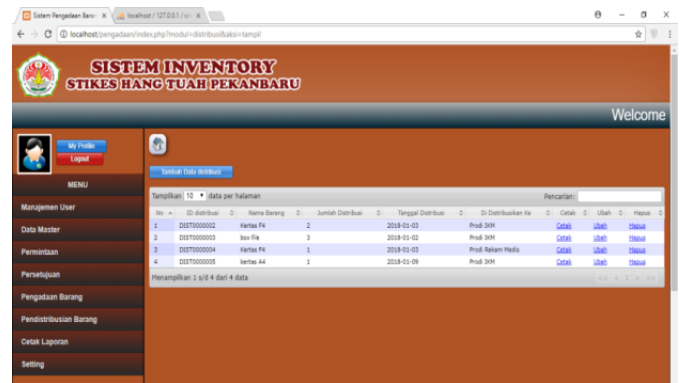 Sistem Pengadaan Baran
localhost / 127.0.0.1 /
localhost/pengadaan/index.php?modul=distribusi&aksi=tampil
SISTEM INVENTORY
STIKES HANG TUAH PEKANBARU
Welcome
My Profile
Logout
MENU
Manajemen User
Data Master
Permintaan
Persetujuan
Pengadaan Barang
Pendistribusian Barang
Cetak Laporan
Setting
Tambah Data distribusi
Tampilkan 10 data per halaman Pencarian:
No ID distribusi Nama Barang Jumlah Distribusi Tanggal Distribusi Di Distribusikan Ke Cetak Ubah Hapus
1 DIST0000002 Kertas F4 2 2018-01-03 Prodi IKM Cetak Ubah Hapus
2 DIST0000003 box file 3 2018-01-02 Prodi IKM Cetak Ubah Hapus
3 DIST0000004 Kertas F4 1 2018-01-03 Prodi Rekam Medis Cetak Ubah Hapus
4 DIST0000005 kertas A4 1 2018-01-09 Prodi IKM Cetak Ubah Hapus
Menampilkan 1 s/d 4 dari 4 data << < 1 > >>